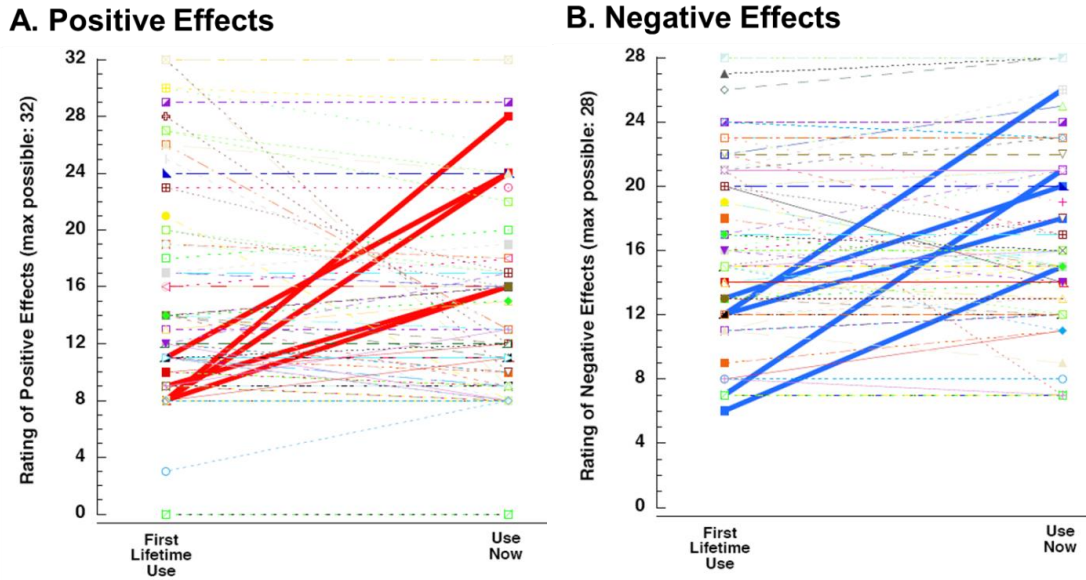 A. Positive Effects
Rating of Positive Effects (max possible: 32)
32
28
24
20
16
12
8
4
0
First
Lifetime
Use
Use
Now
B. Negative Effects
Rating of Negative Effects (max possible: 28)
28
24
20
16
12
8
4
0
First
Lifetime
Use
Use
Now